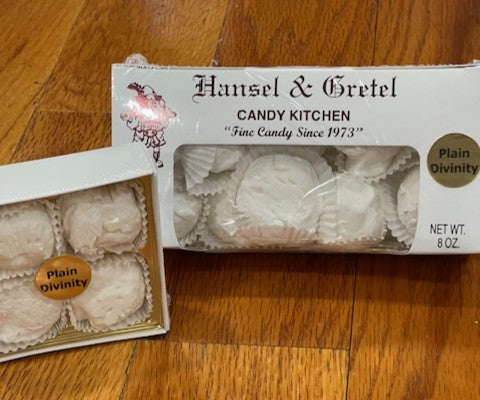 Hansel & Gretel
CANDY KITCHEN
"Fine Candy Since 1973"
Plain
Divinity
NET WT.
8 OZ.
Plain
Divinity